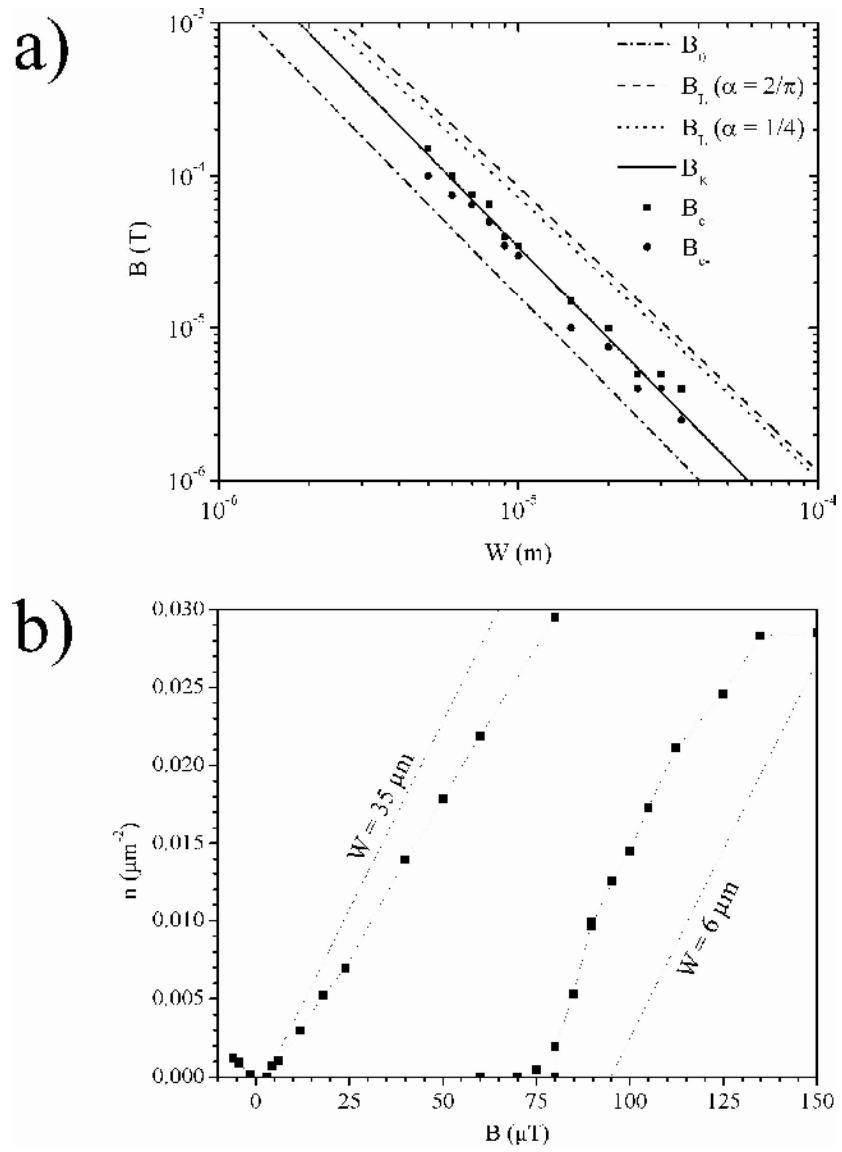 a)
B (T)
10⁻³
10⁻⁴
10⁻⁵
10⁻⁶
B₀
B_L (α = 2/π)
B_L (α = 1/4)
B_K
B_c
B_c*
10⁻⁶
10⁻⁵
10⁻⁴
W (m)
b)
n (μm⁻²)
0,030
0,025
0,020
0,015
0,010
0,005
0,000
W = 35 μm
W = 6 μm
0
25
50
75
100
125
150
B (μT)